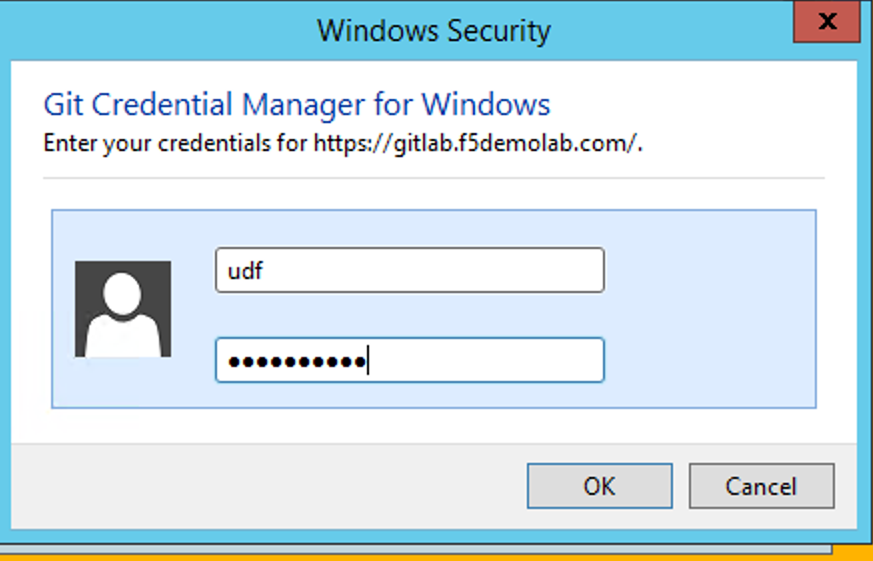 Windows Security
X
Git Credential Manager for Windows
Enter your credentials for https://gitlab.f5demolab.com/.
udf
●●●●●●●●●●
OK
Cancel